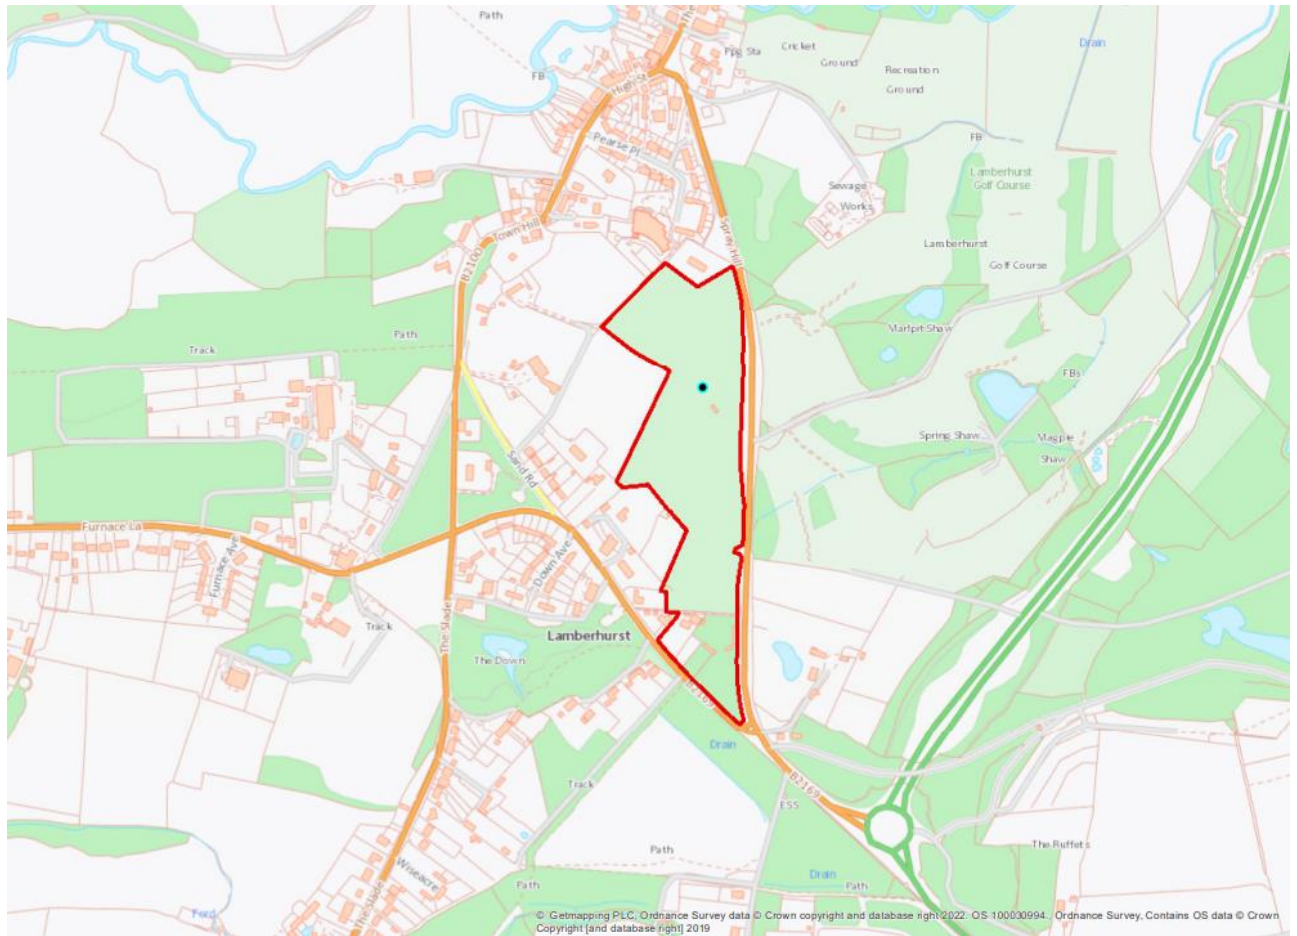 Path
The
Ppg Sta
Cricket
Ground
Drain
Recreation
Ground
FB
High St
FB
Pearse Pl
Lamberhurst
Golf Course
Sewage
Works
Spray Hill
Town Hill
B2100
Lamberhurst
Golf Course
Path
Track
Marlpit Shaw
FBs
Spring Shaw
Magpie
Shaw
Sand Rd
Furnace La
Furnace Ave
Down Ave
The Slade
Track
Lamberhurst
The Down
B2169
Drain
Track
B2169
ESS
The Ruffets
Path
Wiseacre
Path
Drain
Path
The Slade
Ford
© Getmapping PLC, Ordnance Survey data © Crown copyright and database right 2022. OS 100030994. Ordnance Survey, Contains OS data © Crown
Copyright [and database right] 2019